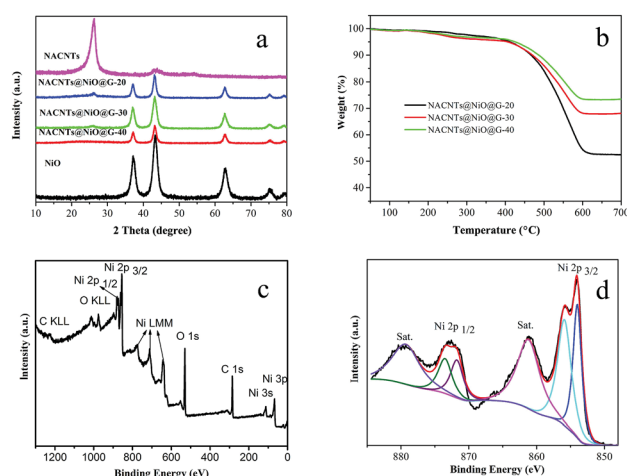 a
NACNTs
NACNTs@NiO@G-20
NACNTs@NiO@G-30
NACNTs@NiO@G-40
NiO
Intensity (a.u.)
10 20 30 40 50 60 70 80
2 Theta (degree)
b
100
90
80
70
60
50
40
30
Weight (%)
NACNTs@NiO@G-20
NACNTs@NiO@G-30
NACNTs@NiO@G-40
100 200 300 400 500 600 700
Temperature (°C)
c
Ni 2p 3/2
Ni 2p 1/2
O KLL
C KLL
Ni LMM
O 1s
C 1s
Ni 3p
Ni 3s
Intensity (a.u.)
1200 1000 800 600 400 200 0
Binding Energy (eV)
d
Ni 2p 3/2
Sat.
Ni 2p 1/2
Sat.
Intensity (a.u.)
880 870 860 850
Binding Energy (eV)